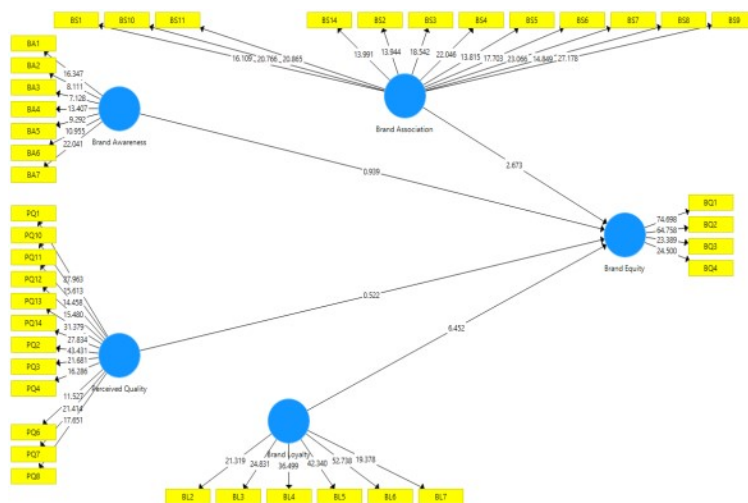 BS1
BS10
BS11
BS14
BS2
BS3
BS4
BS5
BS6
BS7
BS8
BS9
16.109
20.766
20.865
13.991
13.944
18.542
22.046
13.815
17.703
23.066
14.849
27.178
Brand Association
BA1
BA2
BA3
BA4
BA5
BA6
BA7
16.347
8.111
7.128
13.407
9.292
10.955
22.041
Brand Awareness
0.939
2.673
BQ1
BQ2
BQ3
BQ4
74.698
64.758
23.389
24.500
Brand Equity
PQ1
PQ10
PQ11
PQ12
PQ13
PQ14
PQ2
PQ3
PQ4
PQ6
PQ7
PQ8
15.613
14.458
15.480
31.379
27.834
43.431
21.681
16.286
11.527
21.414
17.651
Perceived Quality
0.522
6.452
Brand Loyalty
21.319
24.831
36.499
42.340
52.738
19.378
BL2
BL3
BL4
BL5
BL6
BL7